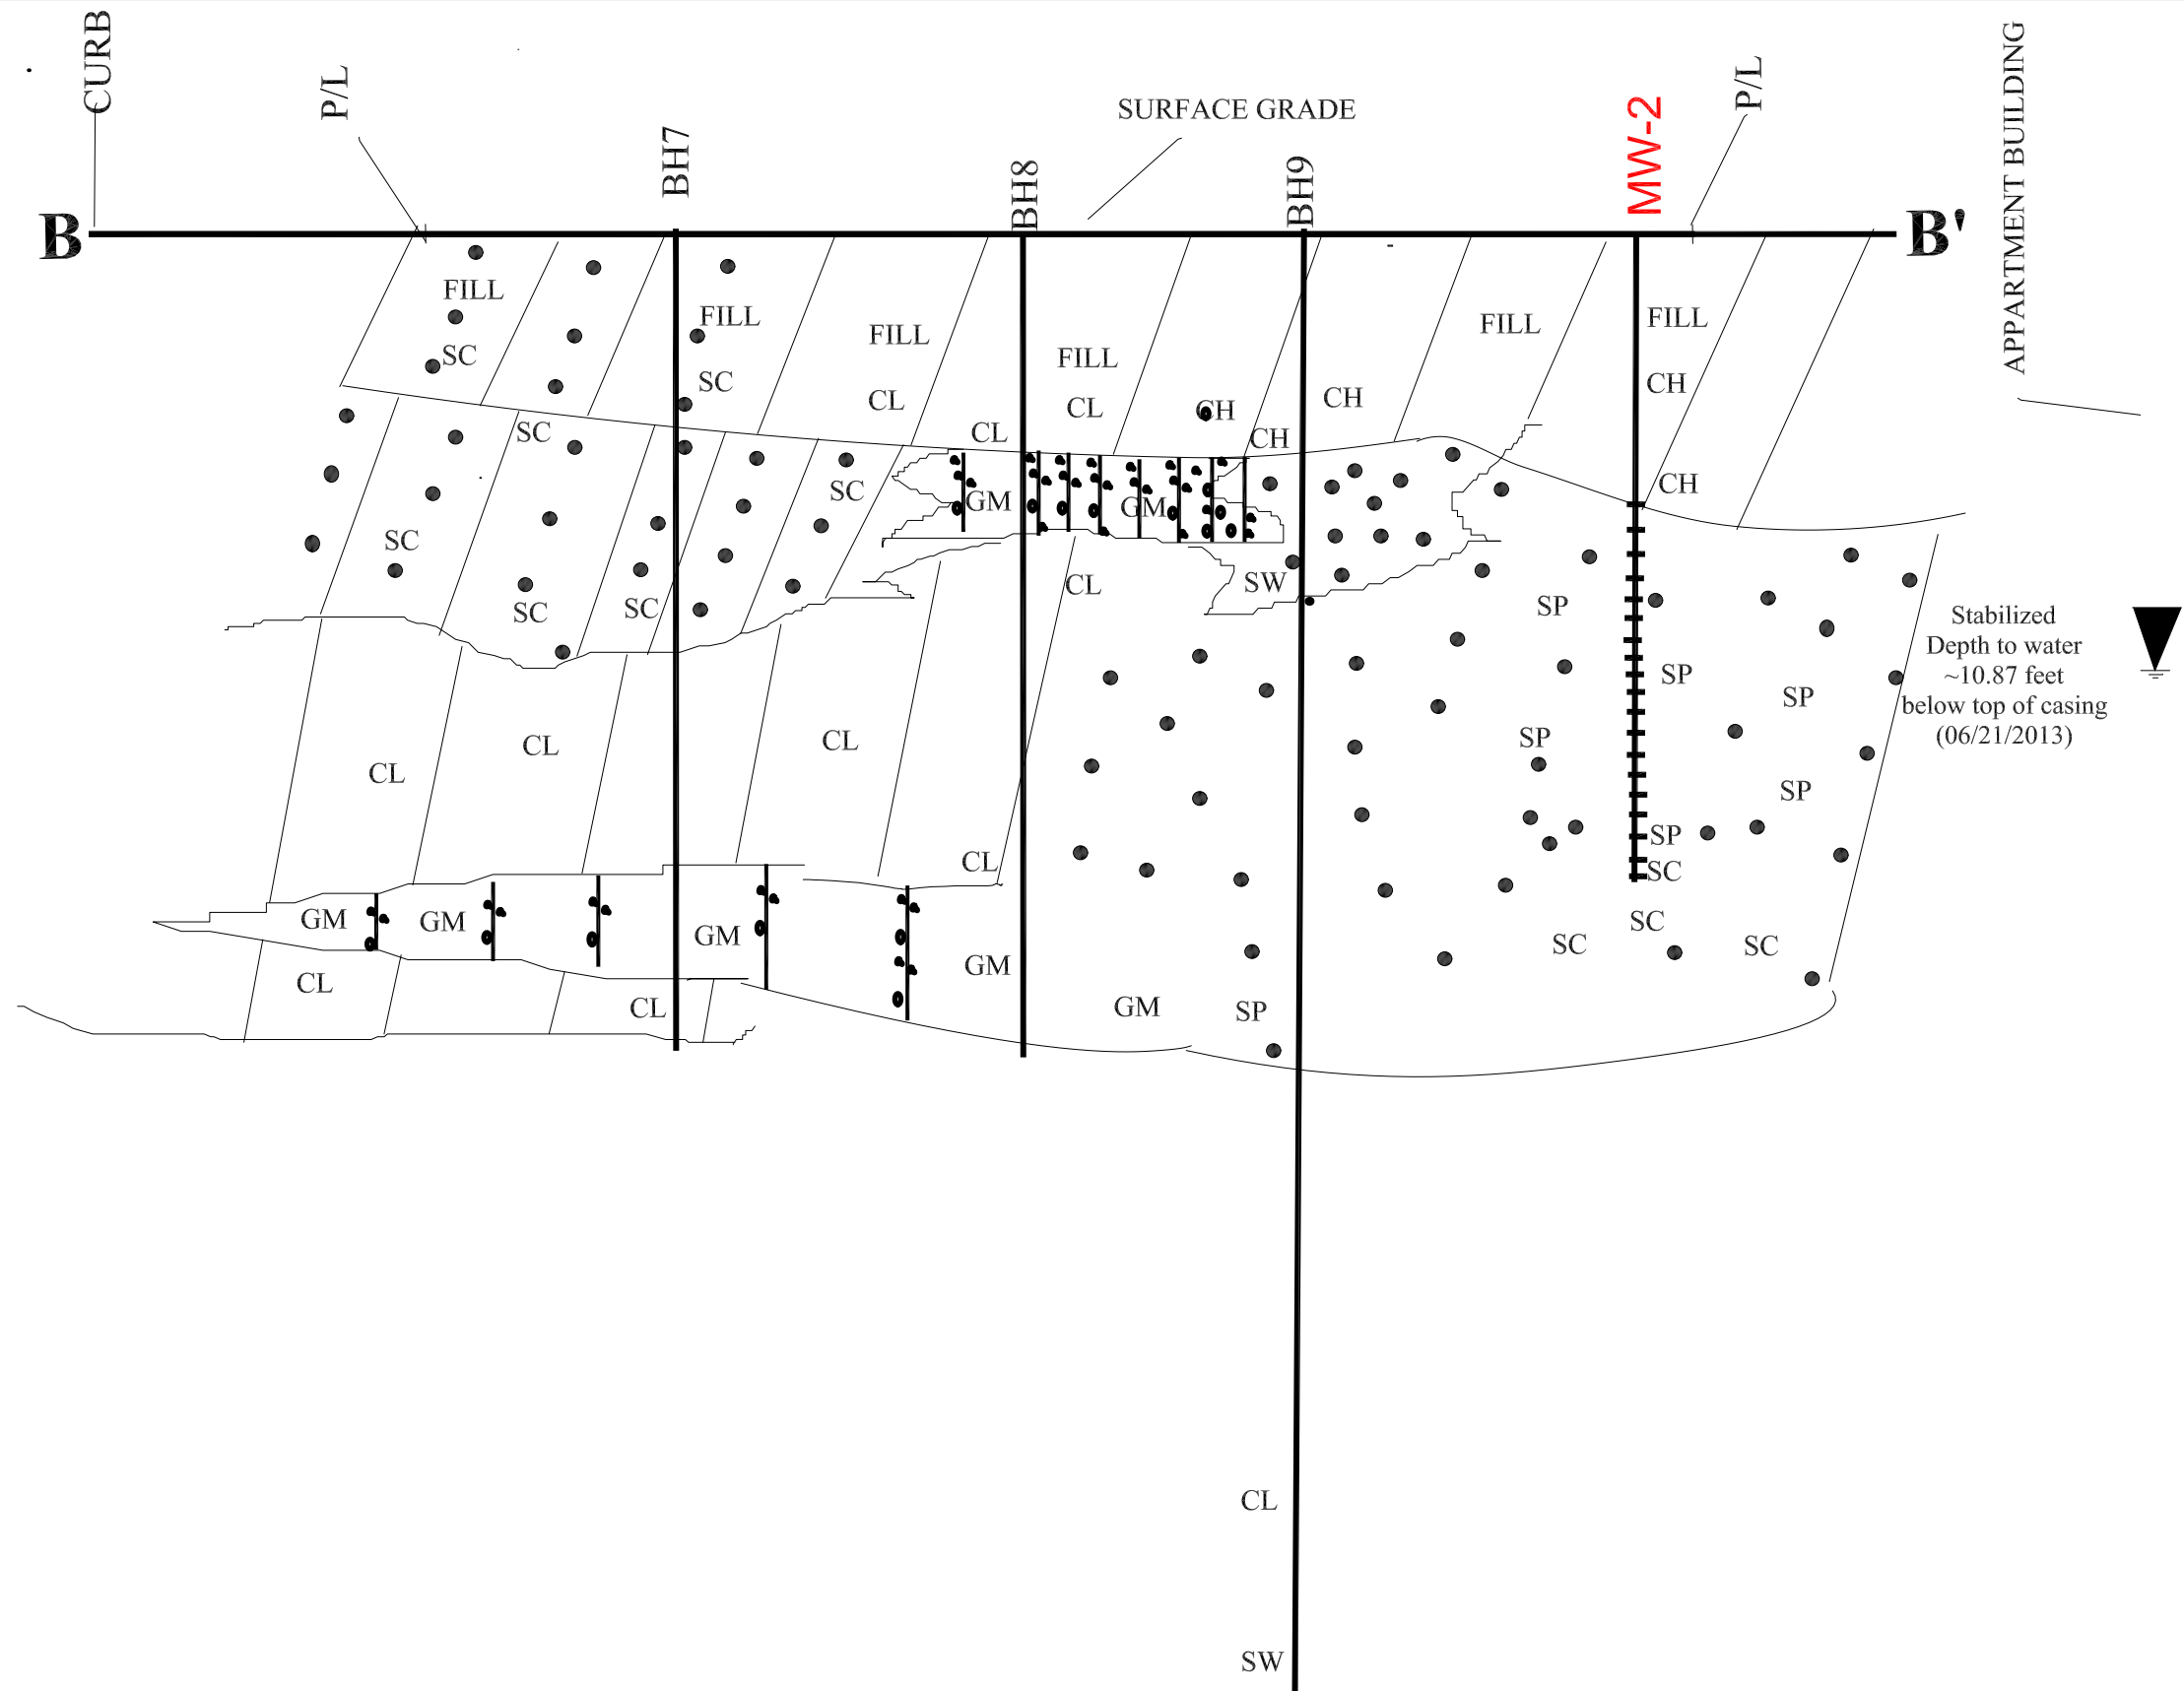 CURB
P/L
BH7
BH8
SURFACE GRADE
BH9
MW-2
P/L
APPARTMENT BUILDING
B
B'
FILL
SC
FILL
SC
FILL
CL
FILL
CL
CH
CH
FILL
FILL
CH
CL
CH
CH
SC
SC
SC
SC
SC
GM
GM
CL
SW
SP
SP
SP
SP
SP
SP
SC
Stabilized
Depth to water
~10.87 feet
below top of casing
(06/21/2013)
CL
CL
CL
CL
GM
GM
GM
GM
GM
SP
SC
SC
SC
CL
CL
CL
SW